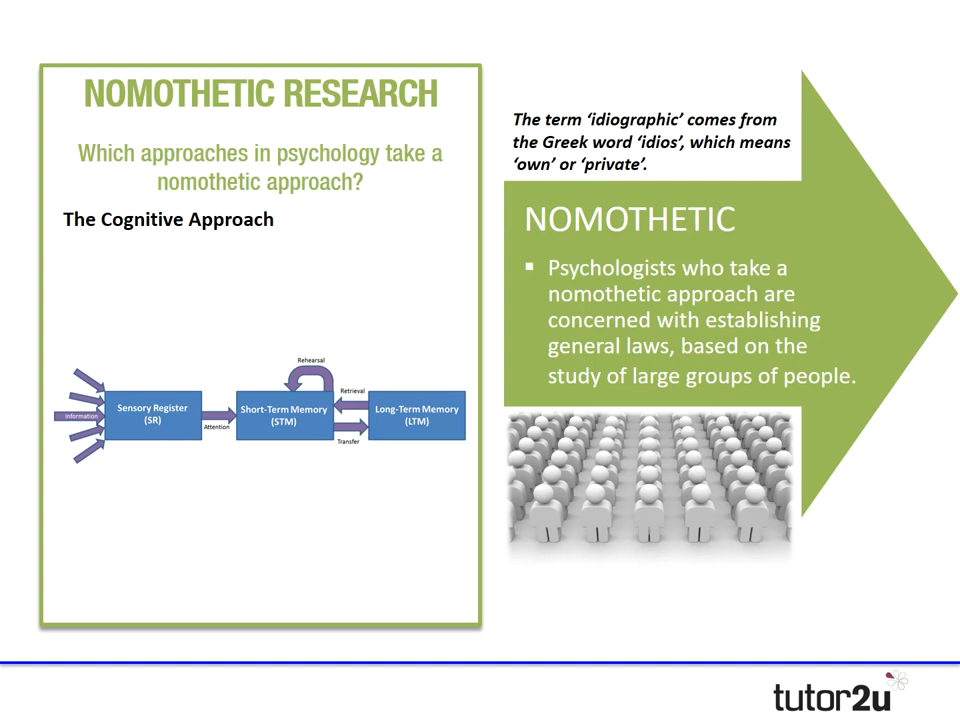 NOMOTHETIC RESEARCH
Which approaches in psychology take a
nomothetic approach?
The Cognitive Approach
Rehearsal
Retrieval
Information
Sensory Register
(SR)
Attention
Short-Term Memory
(STM)
Long-Term Memory
(LTM)
Transfer
The term ‘idiographic’ comes from
the Greek word ‘idios’, which means
‘own’ or ‘private’.
NOMOTHETIC
▪ Psychologists who take a
nomothetic approach are
concerned with establishing
general laws, based on the
study of large groups of people.
tutor2u